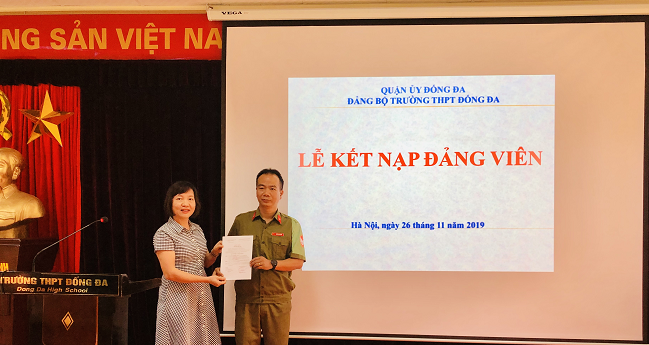 NG SẢN VIỆT NA
VEGA
QUẬN ỦY ĐỐNG ĐA
ĐẢNG BỘ TRƯỜNG THPT ĐỐNG ĐA
LỄ KẾT NẠP ĐẢNG VIÊN
Hà Nội, ngày 26 tháng 11 năm 2019
TRƯỜNG THPT ĐỐNG ĐA
Dong Da High School